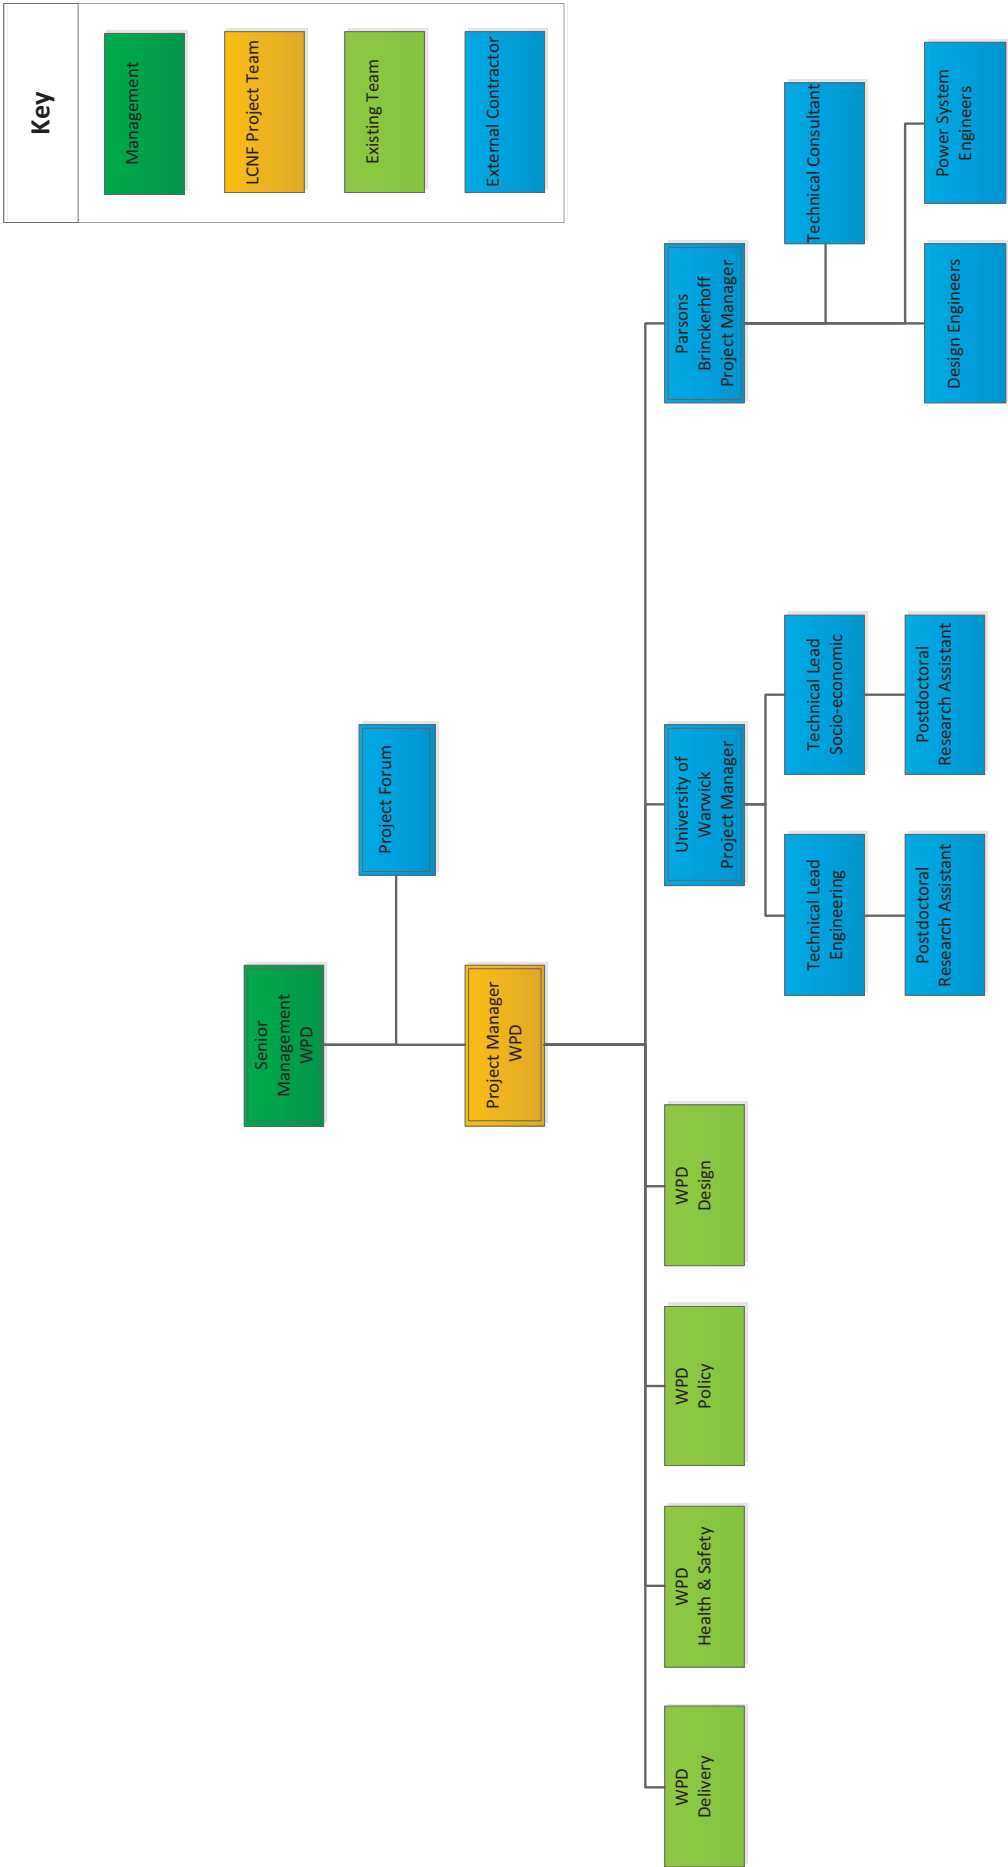 Key
Management
LCNF Project Team
Existing Team
External Contractor
Senior
Management
WPD
Project Forum
Project Manager
WPD
WPD
Delivery
WPD
Health & Safety
WPD
Policy
WPD
Design
University of
Warwick
Project Manager
Parsons
Brinckerhoff
Project Manager
Technical Lead
Engineering
Technical Lead
Socio-economic
Technical Consultant
Postdoctoral
Research Assistant
Postdoctoral
Research Assistant
Design Engineers
Power System
Engineers